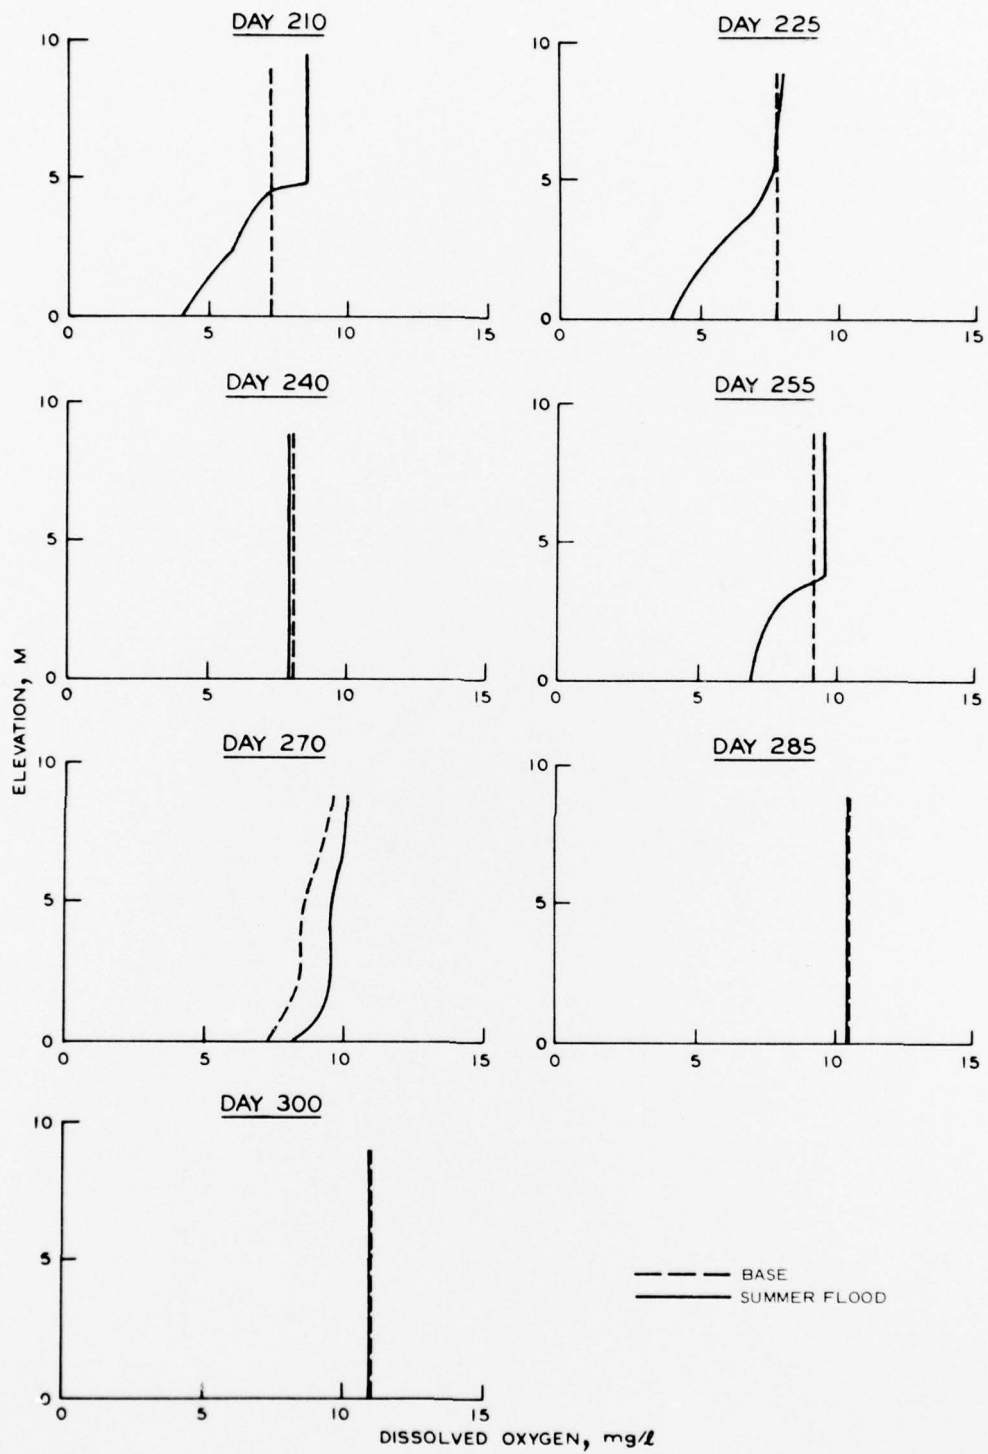 DAY 210
10
5
0
0 5 10 15
DAY 225
10
5
0
0 5 10 15
DAY 240
10
5
0
0 5 10 15
DAY 255
10
5
0
0 5 10 15
DAY 270
10
5
0
0 5 10 15
DAY 285
10
5
0
0 5 10 15
DAY 300
10
5
0
0 5 10 15
ELEVATION, M
BASE
SUMMER FLOOD
DISSOLVED OXYGEN, mg/ℓ